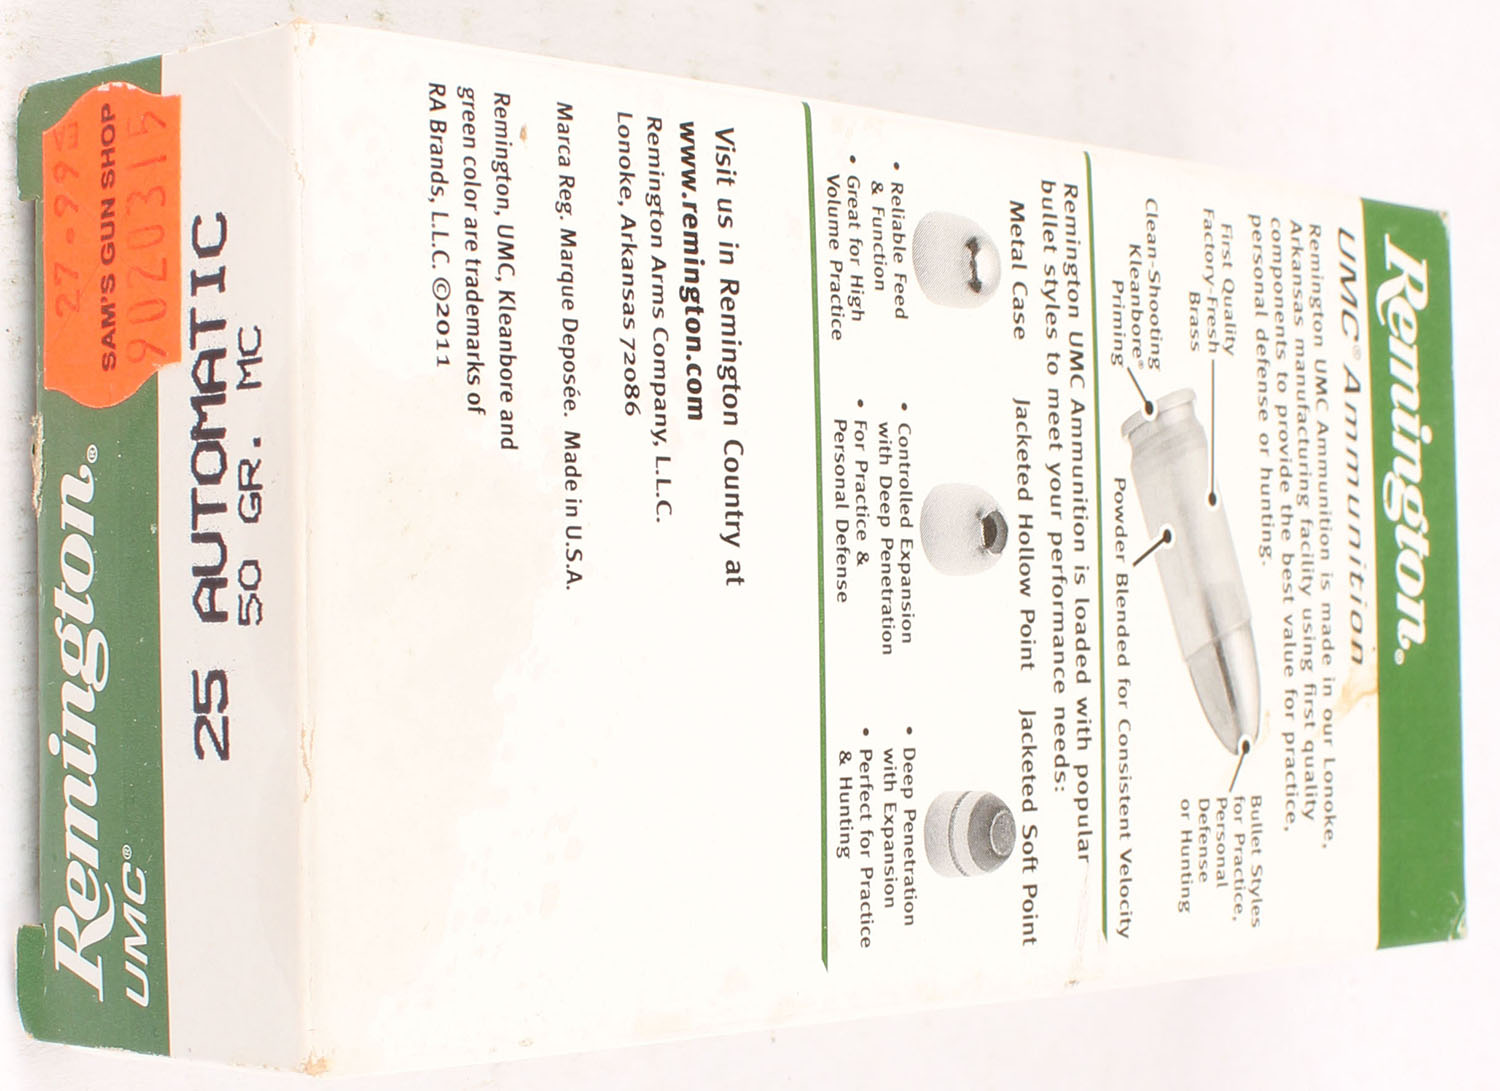 Remington®
UMC® Ammunition
Remington UMC Ammunition is made in our Lonoke,
Arkansas manufacturing facility using first quality
components to provide the best value for practice,
personal defense or hunting.
First Quality
Factory-Fresh
Brass
Clean-Shooting
Kleanbore®
Priming
Powder Blended for Consistent Velocity
Bullet Styles
for Practice,
Personal
Defense
or Hunting
Remington UMC Ammunition is loaded with popular
bullet styles to meet your performance needs:
Metal Case
• Reliable Feed
& Function
• Great for High
Volume Practice
Jacketed Hollow Point
• Controlled Expansion
with Deep Penetration
• For Practice &
Personal Defense
Jacketed Soft Point
• Deep Penetration
with Expansion
• Perfect for Practice
& Hunting
Visit us in Remington Country at
www.remington.com
Remington Arms Company, L.L.C.
Lonoke, Arkansas 72086
Marca Reg. Marque Deposée. Made in U.S.A.
Remington, UMC, Kleanbore and
green color are trademarks of
RA Brands, L.L.C. ©2011
25 AUTOMATIC
50 GR. MC
Remington®
UMC®
SAM'S GUN SHOP
27.99